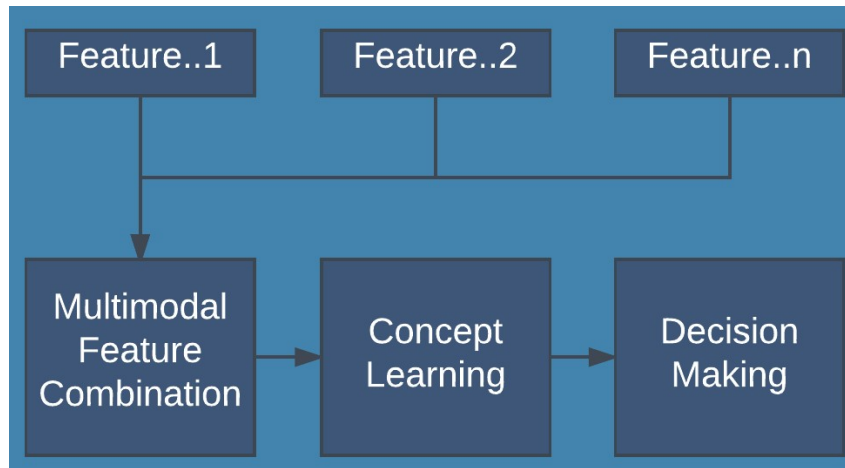 Feature..1
Feature..2
Feature..n
Multimodal
Feature
Combination
Concept
Learning
Decision
Making